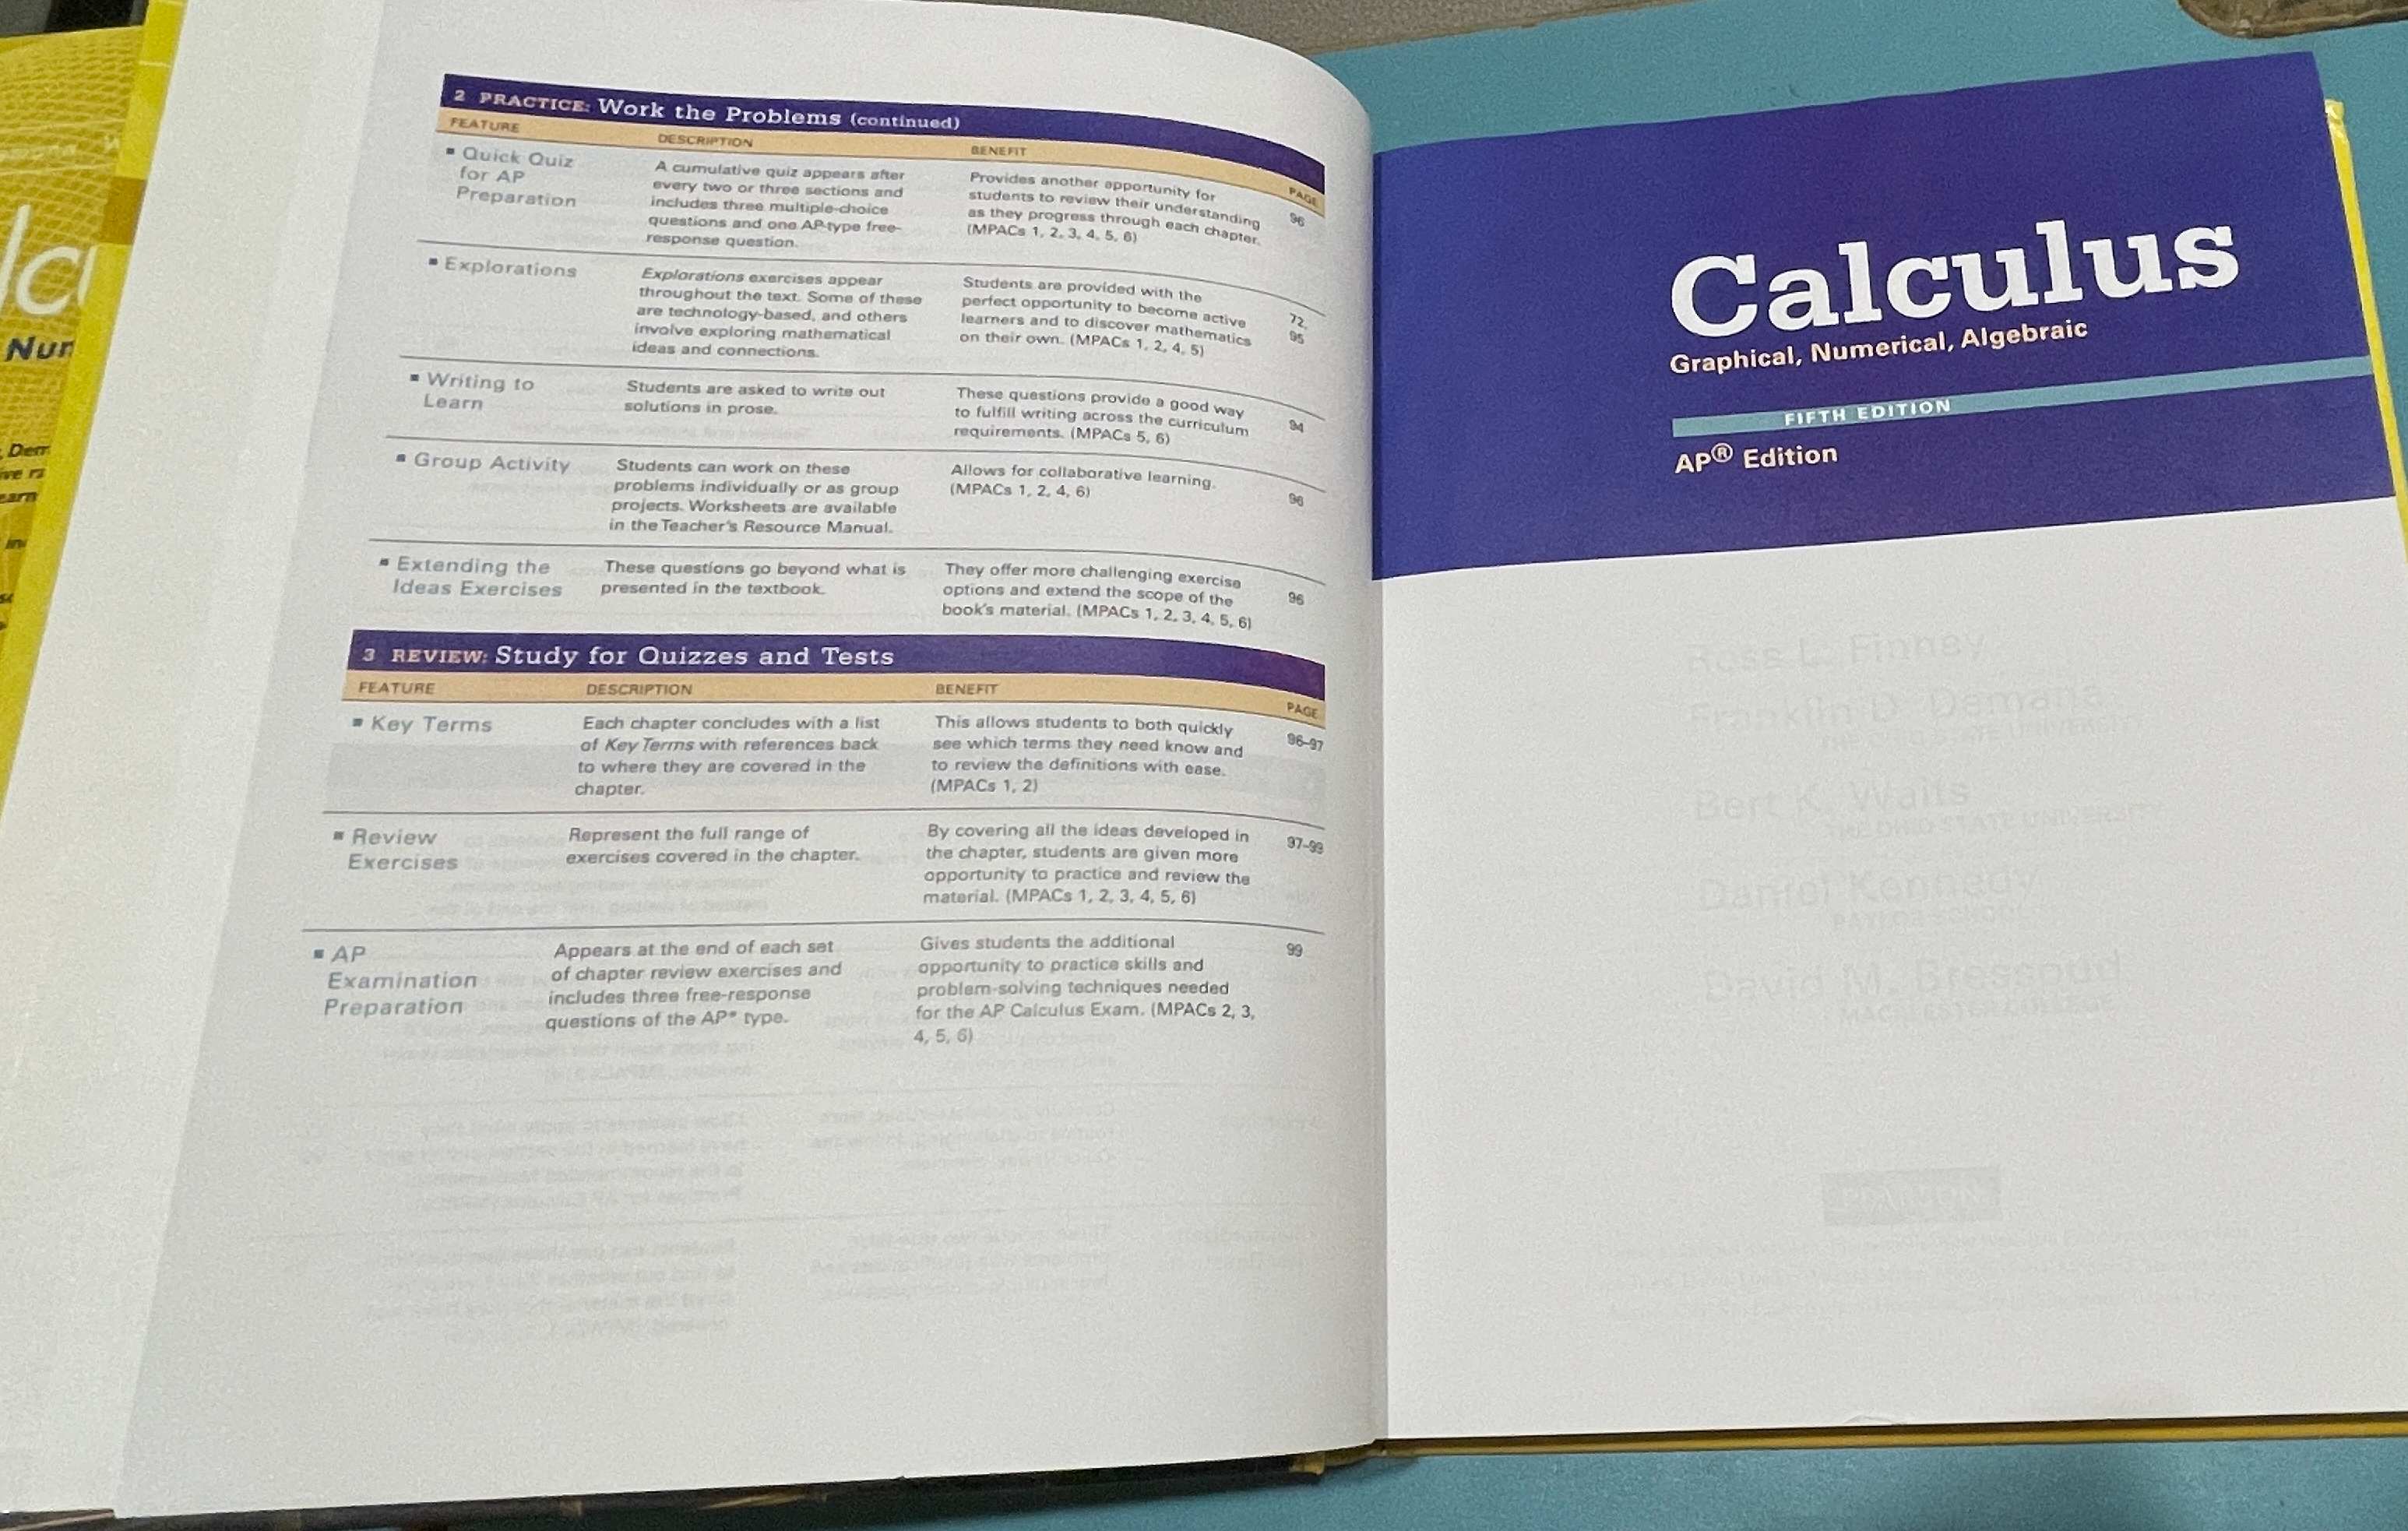 2 PRACTICE: Work the Problems (continued)
FEATURE DESCRIPTION BENEFIT PAGE
▪ Quick Quiz
for AP
Preparation
A cumulative quiz appears after
every two or three sections and
includes three multiple-choice
questions and one AP-type free-
response question.
Provides another opportunity for
students to review their understanding
as they progress through each chapter.
(MPACs 1, 2, 3, 4, 5, 6)
96
▪ Explorations
Explorations exercises appear
throughout the text. Some of these
are technology-based, and others
involve exploring mathematical
ideas and connections.
Students are provided with the
perfect opportunity to become active
learners and to discover mathematics
on their own. (MPACs 1, 2, 4, 5)
72,
95
▪ Writing to
Learn
Students are asked to write out
solutions in prose.
These questions provide a good way
to fulfill writing across the curriculum
requirements. (MPACs 5, 6)
94
▪ Group Activity
Students can work on these
problems individually or as group
projects. Worksheets are available
in the Teacher's Resource Manual.
Allows for collaborative learning.
(MPACs 1, 2, 4, 6)
96
▪ Extending the
Ideas Exercises
These questions go beyond what is
presented in the textbook.
They offer more challenging exercise
options and extend the scope of the
book's material. (MPACs 1, 2, 3, 4, 5, 6)
96
3 REVIEW: Study for Quizzes and Tests
FEATURE DESCRIPTION BENEFIT PAGE
▪ Key Terms
Each chapter concludes with a list
of Key Terms with references back
to where they are covered in the
chapter.
This allows students to both quickly
see which terms they need know and
to review the definitions with ease.
(MPACs 1, 2)
96–97
▪ Review
Exercises
Represent the full range of
exercises covered in the chapter.
By covering all the ideas developed in
the chapter, students are given more
opportunity to practice and review the
material. (MPACs 1, 2, 3, 4, 5, 6)
97–99
▪ AP
Examination
Preparation
Appears at the end of each set
of chapter review exercises and
includes three free-response
questions of the AP* type.
Gives students the additional
opportunity to practice skills and
problem-solving techniques needed
for the AP Calculus Exam. (MPACs 2, 3,
4, 5, 6)
99
Calculus
Graphical, Numerical, Algebraic
FIFTH EDITION
AP® Edition
Ross L. Finney
Franklin D. Demana
Bert K. Waits
THE OHIO STATE UNIVERSITY
Daniel Kennedy
David M. Bressoud